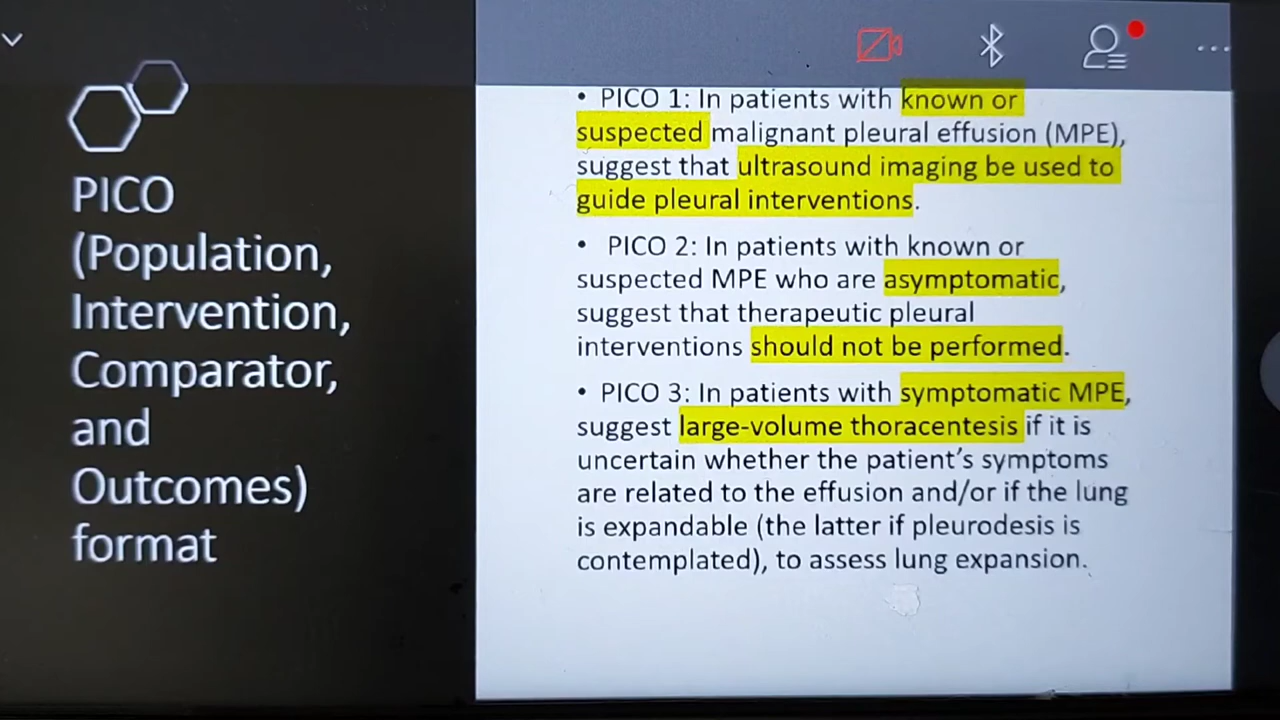 PICO
(Population,
Intervention,
Comparator,
and
Outcomes)
format
• PICO 1: In patients with known or
suspected malignant pleural effusion (MPE),
suggest that ultrasound imaging be used to
guide pleural interventions.
• PICO 2: In patients with known or
suspected MPE who are asymptomatic,
suggest that therapeutic pleural
interventions should not be performed.
• PICO 3: In patients with symptomatic MPE,
suggest large-volume thoracentesis if it is
uncertain whether the patient's symptoms
are related to the effusion and/or if the lung
is expandable (the latter if pleurodesis is
contemplated), to assess lung expansion.